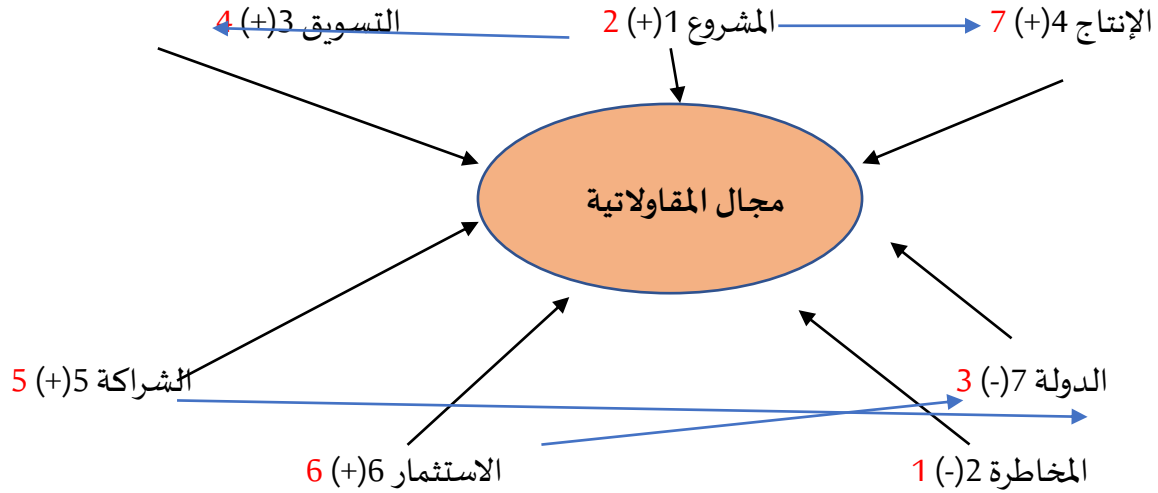 الإنتاج 4(+) 7
المشروع 1(+) 2
التسويق 3(+) 4
مجال المقاولاتية
الدولة 7(-) 3
الشراكة 5(+) 5
المخاطرة 2(-) 1
الاستثمار 6(+) 6